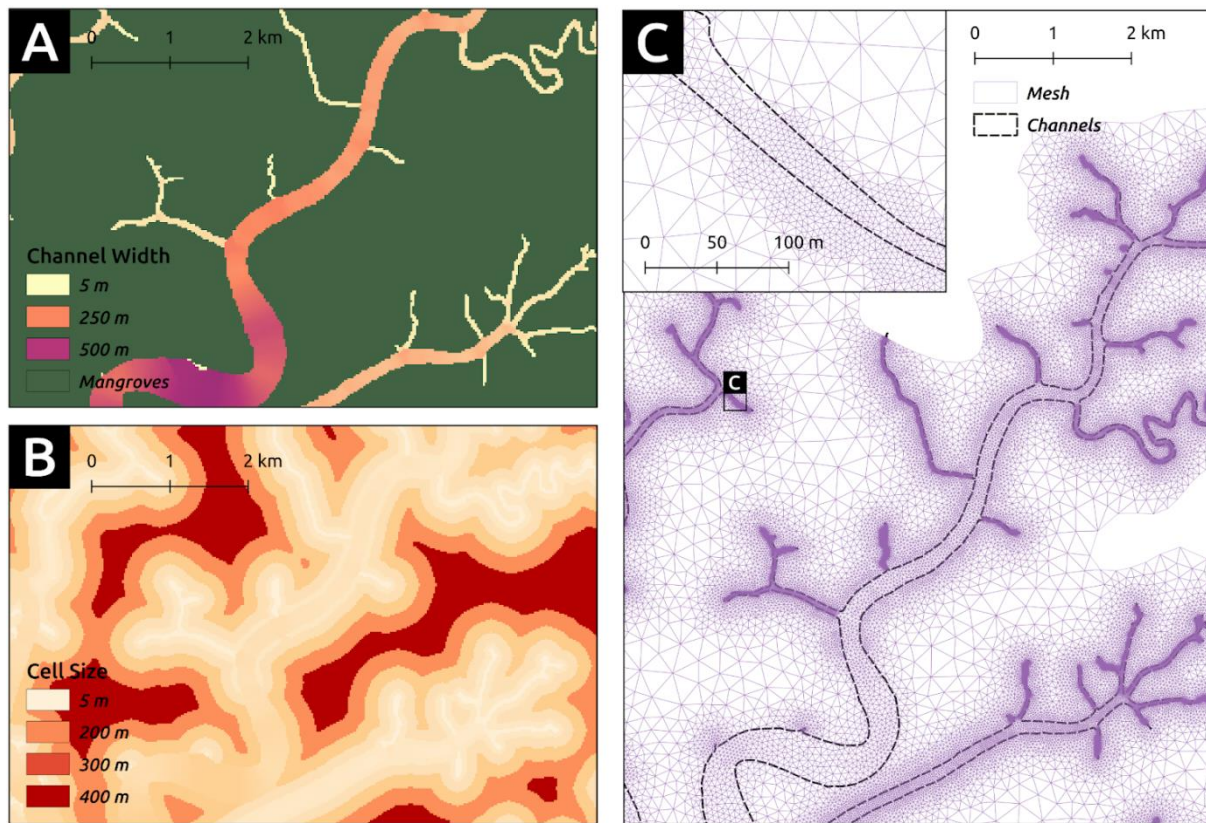 A
0 1 2 km
Channel Width
5 m
250 m
500 m
Mangroves
B
0 1 2 km
Cell Size
5 m
200 m
300 m
400 m
C
0 1 2 km
Mesh
Channels
0 50 100 m
C